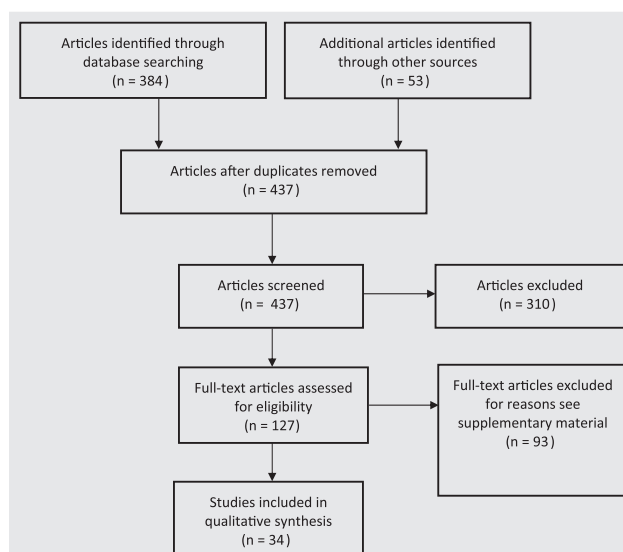 Articles identified through
database searching
(n = 384)
Additional articles identified
through other sources
(n = 53)
Articles after duplicates removed
(n = 437)
Articles screened
(n = 437)
Articles excluded
(n = 310)
Full-text articles assessed
for eligibility
(n = 127)
Full-text articles excluded
for reasons see
supplementary material
(n = 93)
Studies included in
qualitative synthesis
(n = 34)